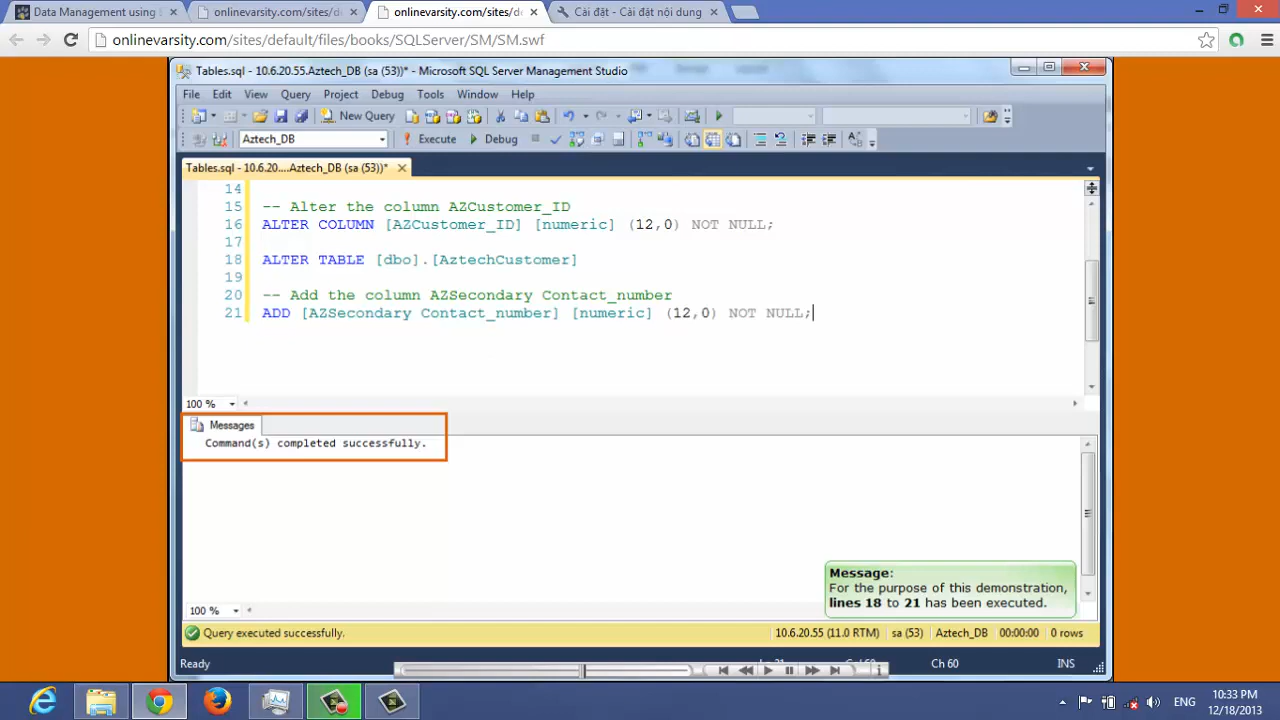 Data Management using S
onlinevarsity.com/sites/de
onlinevarsity.com/sites/de
Cài đặt - Cài đặt nội dung
onlinevarsity.com/sites/default/files/books/SQLServer/SM/SM.swf
Tables.sql - 10.6.20.55.Aztech_DB (sa (53))* - Microsoft SQL Server Management Studio
File Edit View Query Project Debug Tools Window Help
New Query
Aztech_DB Execute Debug
Tables.sql - 10.6.20....Aztech_DB (sa (53))*
14
15 -- Alter the column AZCustomer_ID
16 ALTER COLUMN [AZCustomer_ID] [numeric] (12,0) NOT NULL;
17
18 ALTER TABLE [dbo].[AztechCustomer]
19
20 -- Add the column AZSecondary Contact_number
21 ADD [AZSecondary Contact_number] [numeric] (12,0) NOT NULL;
100 %
Messages
Command(s) completed successfully.
Message:
For the purpose of this demonstration,
lines 18 to 21 has been executed.
100 %
Query executed successfully. 10.6.20.55 (11.0 RTM) sa (53) Aztech_DB 00:00:00 0 rows
Ready Ch 60 INS
ENG
10:33 PM
12/18/2013